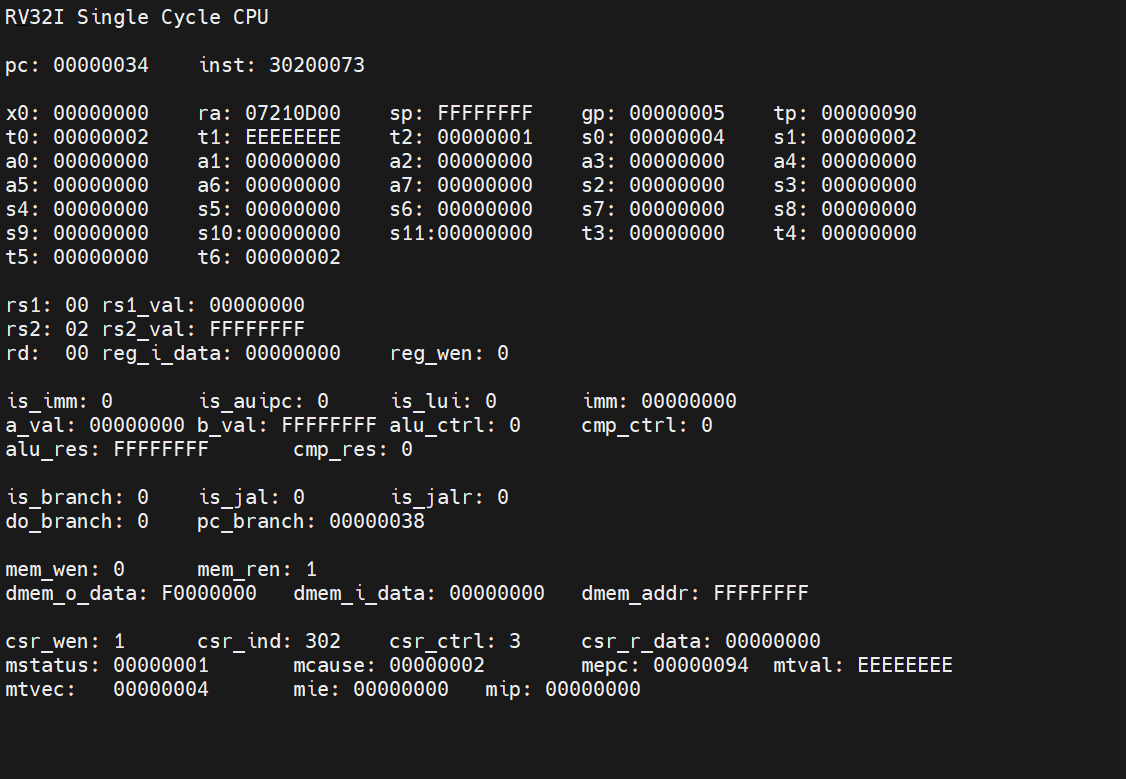 RV32I Single Cycle CPU
pc: 00000034    inst: 30200073
x0: 00000000    ra: 07210D00    sp: FFFFFFFF    gp: 00000005    tp: 00000090
t0: 00000002    t1: EEEEEEEE    t2: 00000001    s0: 00000004    s1: 00000002
a0: 00000000    a1: 00000000    a2: 00000000    a3: 00000000    a4: 00000000
a5: 00000000    a6: 00000000    a7: 00000000    s2: 00000000    s3: 00000000
s4: 00000000    s5: 00000000    s6: 00000000    s7: 00000000    s8: 00000000
s9: 00000000    s10:00000000    s11:00000000    t3: 00000000    t4: 00000000
t5: 00000000    t6: 00000002
rs1: 00 rs1_val: 00000000
rs2: 02 rs2_val: FFFFFFFF
rd:  00 reg_i_data: 00000000    reg_wen: 0
is_imm: 0       is_auipc: 0     is_lui: 0       imm: 00000000
a_val: 00000000 b_val: FFFFFFFF alu_ctrl: 0     cmp_ctrl: 0
alu_res: FFFFFFFF       cmp_res: 0
is_branch: 0    is_jal: 0       is_jalr: 0
do_branch: 0    pc_branch: 00000038
mem_wen: 0      mem_ren: 1
dmem_o_data: F0000000   dmem_i_data: 00000000   dmem_addr: FFFFFFFF
csr_wen: 1      csr_ind: 302    csr_ctrl: 3     csr_r_data: 00000000
mstatus: 00000001       mcause: 00000002        mepc: 00000094  mtval: EEEEEEEE
mtvec:   00000004       mie: 00000000   mip: 00000000